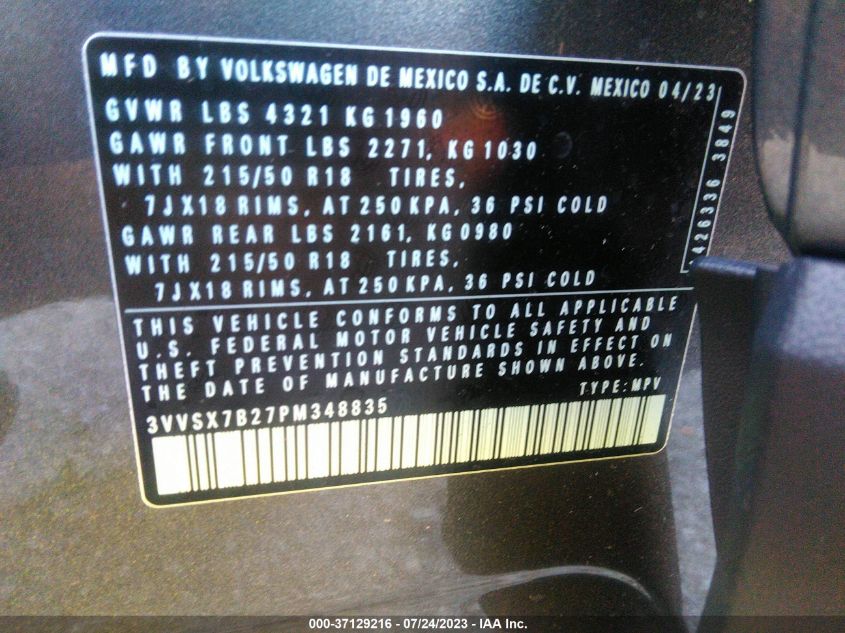 MFD BY VOLKSWAGEN DE MEXICO S.A. DE C.V. MEXICO 04/23
GVWR LBS 4321 KG 1960
GAWR FRONT LBS 2271, KG 1030
WITH 215/50 R18 TIRES,
7JX18 RIMS, AT 250 KPA, 36 PSI COLD
GAWR REAR LBS 2161, KG 0980
WITH 215/50 R18 TIRES,
7JX18 RIMS, AT 250 KPA, 36 PSI COLD
THIS VEHICLE CONFORMS TO ALL APPLICABLE
U.S. FEDERAL MOTOR VEHICLE SAFETY AND
THEFT PREVENTION STANDARDS IN EFFECT ON
THE DATE OF MANUFACTURE SHOWN ABOVE.
3VVSX7B27PM348835 TYPE: MPV
3849
000-37129216 - 07/24/2023 - IAA Inc.